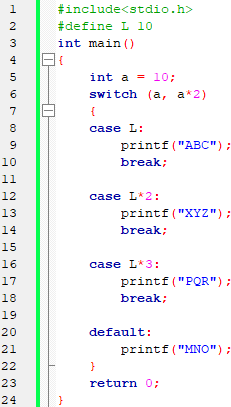 1 #include<stdio.h>
2 #define L 10
3 int main()
4 {
5     int a = 10;
6     switch (a, a*2)
7     {
8     case L:
9         printf("ABC");
10         break;
11
12     case L*2:
13         printf("XYZ");
14         break;
15
16     case L*3:
17         printf("PQR");
18         break;
19
20     default:
21         printf("MNO");
22     }
23     return 0;
24 }